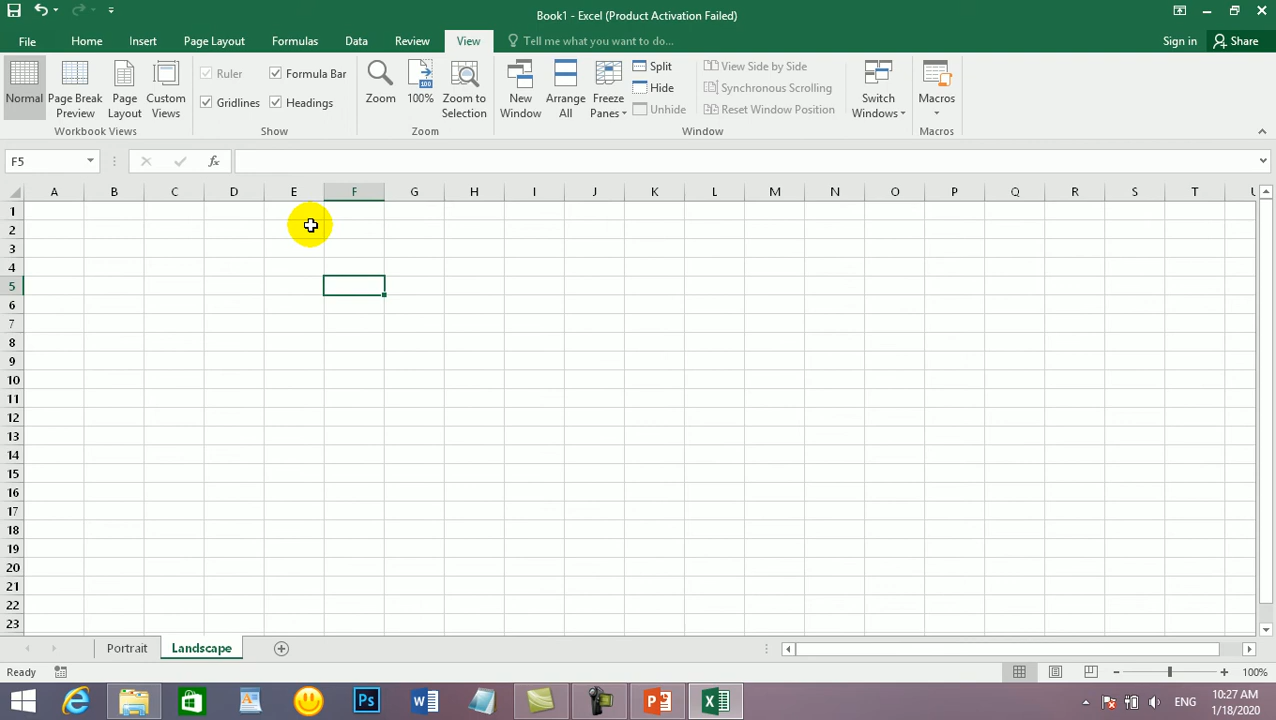 Book1 - Excel (Product Activation Failed)
File Home Insert Page Layout Formulas Data Review View Tell me what you want to do... Sign in Share
Normal Page Break Preview Page Layout Custom Views
Workbook Views
Ruler Formula Bar
Gridlines Headings
Show
Zoom 100% Zoom to Selection
Zoom
New Window Arrange All Freeze Panes
Split
Hide
Unhide
View Side by Side
Synchronous Scrolling
Reset Window Position
Switch Windows
Window
Macros
Macros
F5 fx
A B C D E F G H I J K L M N O P Q R S T U
1
2
3
4
5
6
7
8
9
10
11
12
13
14
15
16
17
18
19
20
21
22
23
Portrait Landscape
Ready 100%
ENG
10:27 AM
1/18/2020